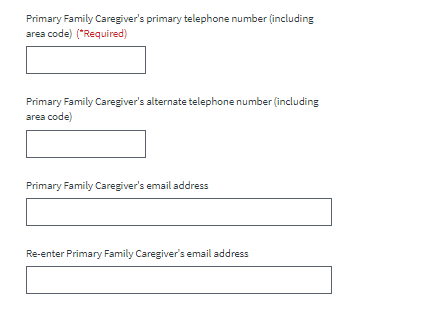 Primary Family Caregiver's primary telephone number (including
area code) (*Required)
Primary Family Caregiver's alternate telephone number (including
area code)
Primary Family Caregiver's email address
Re-enter Primary Family Caregiver's email address